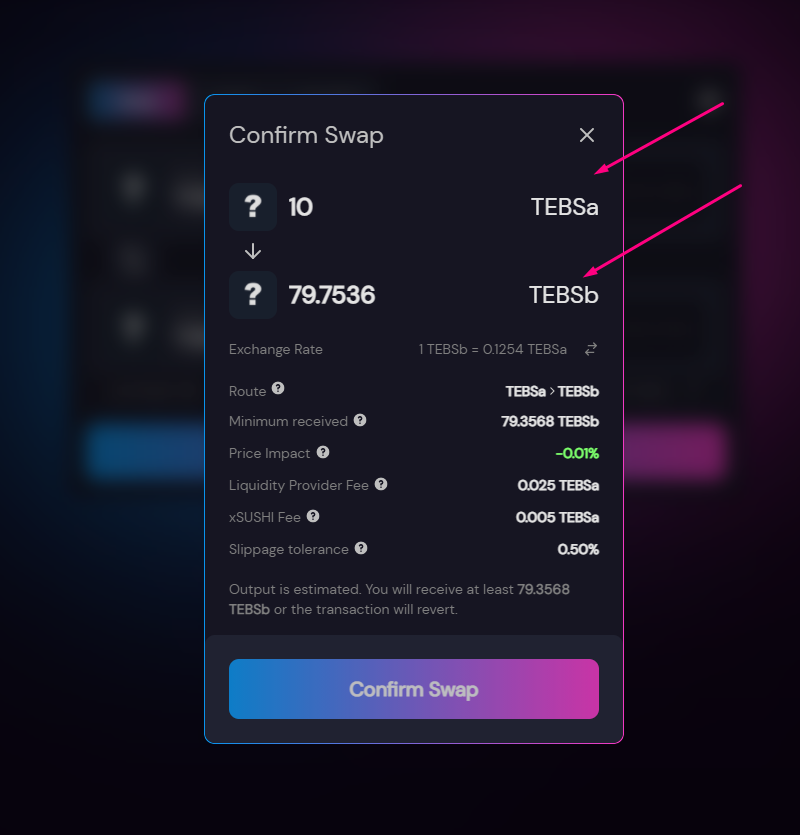 Confirm Swap
? 10 TEBSa
? 79.7536 TEBSb
Exchange Rate 1 TEBSb = 0.1254 TEBSa
Route ? TEBSa > TEBSb
Minimum received ? 79.3568 TEBSb
Price Impact ? -0.01%
Liquidity Provider Fee ? 0.025 TEBSa
xSUSHI Fee ? 0.005 TEBSa
Slippage tolerance ? 0.50%
Output is estimated. You will receive at least 79.3568
TEBSb or the transaction will revert.
Confirm Swap